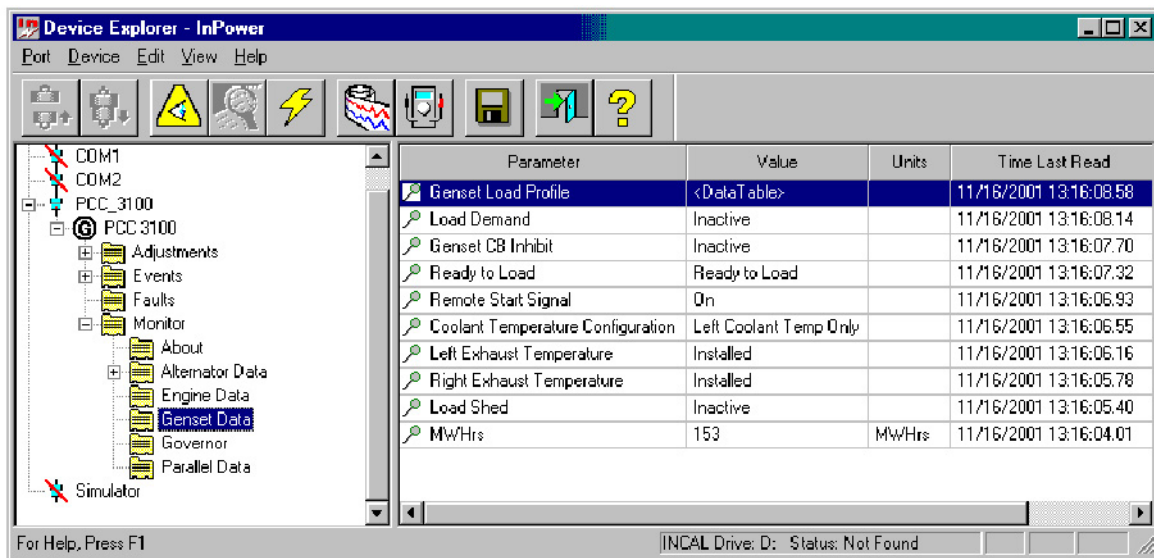 Device Explorer - InPower
Port Device Edit View Help
COM1
COM2
PCC_3100
G PCC 3100
Adjustments
Events
Faults
Monitor
About
Alternator Data
Engine Data
Genset Data
Governor
Parallel Data
Simulator
Parameter Value Units Time Last Read
Genset Load Profile <DataTable> 11/16/2001 13:16:08.58
Load Demand Inactive 11/16/2001 13:16:08.14
Genset CB Inhibit Inactive 11/16/2001 13:16:07.70
Ready to Load Ready to Load 11/16/2001 13:16:07.32
Remote Start Signal On 11/16/2001 13:16:06.93
Coolant Temperature Configuration Left Coolant Temp Only 11/16/2001 13:16:06.55
Left Exhaust Temperature Installed 11/16/2001 13:16:06.16
Right Exhaust Temperature Installed 11/16/2001 13:16:05.78
Load Shed Inactive 11/16/2001 13:16:05.40
MWHrs 153 MWHrs 11/16/2001 13:16:04.01
For Help, Press F1 INCAL Drive: D: Status: Not Found